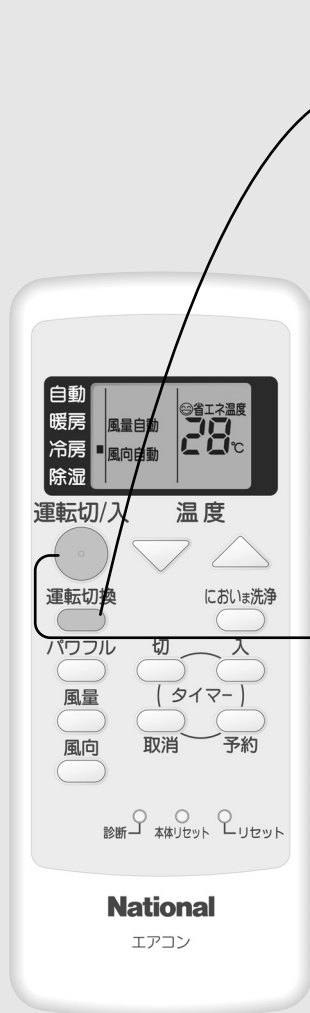 自動
暖房
冷房
除湿
風量自動
風向自動
省エネ温度
28℃
運転切/入 温度
運転切換 においま洗浄
パワフル 切 入
風量 (タイマー)
風向 取消 予約
診断 本体リセット リセット
National
エアコン